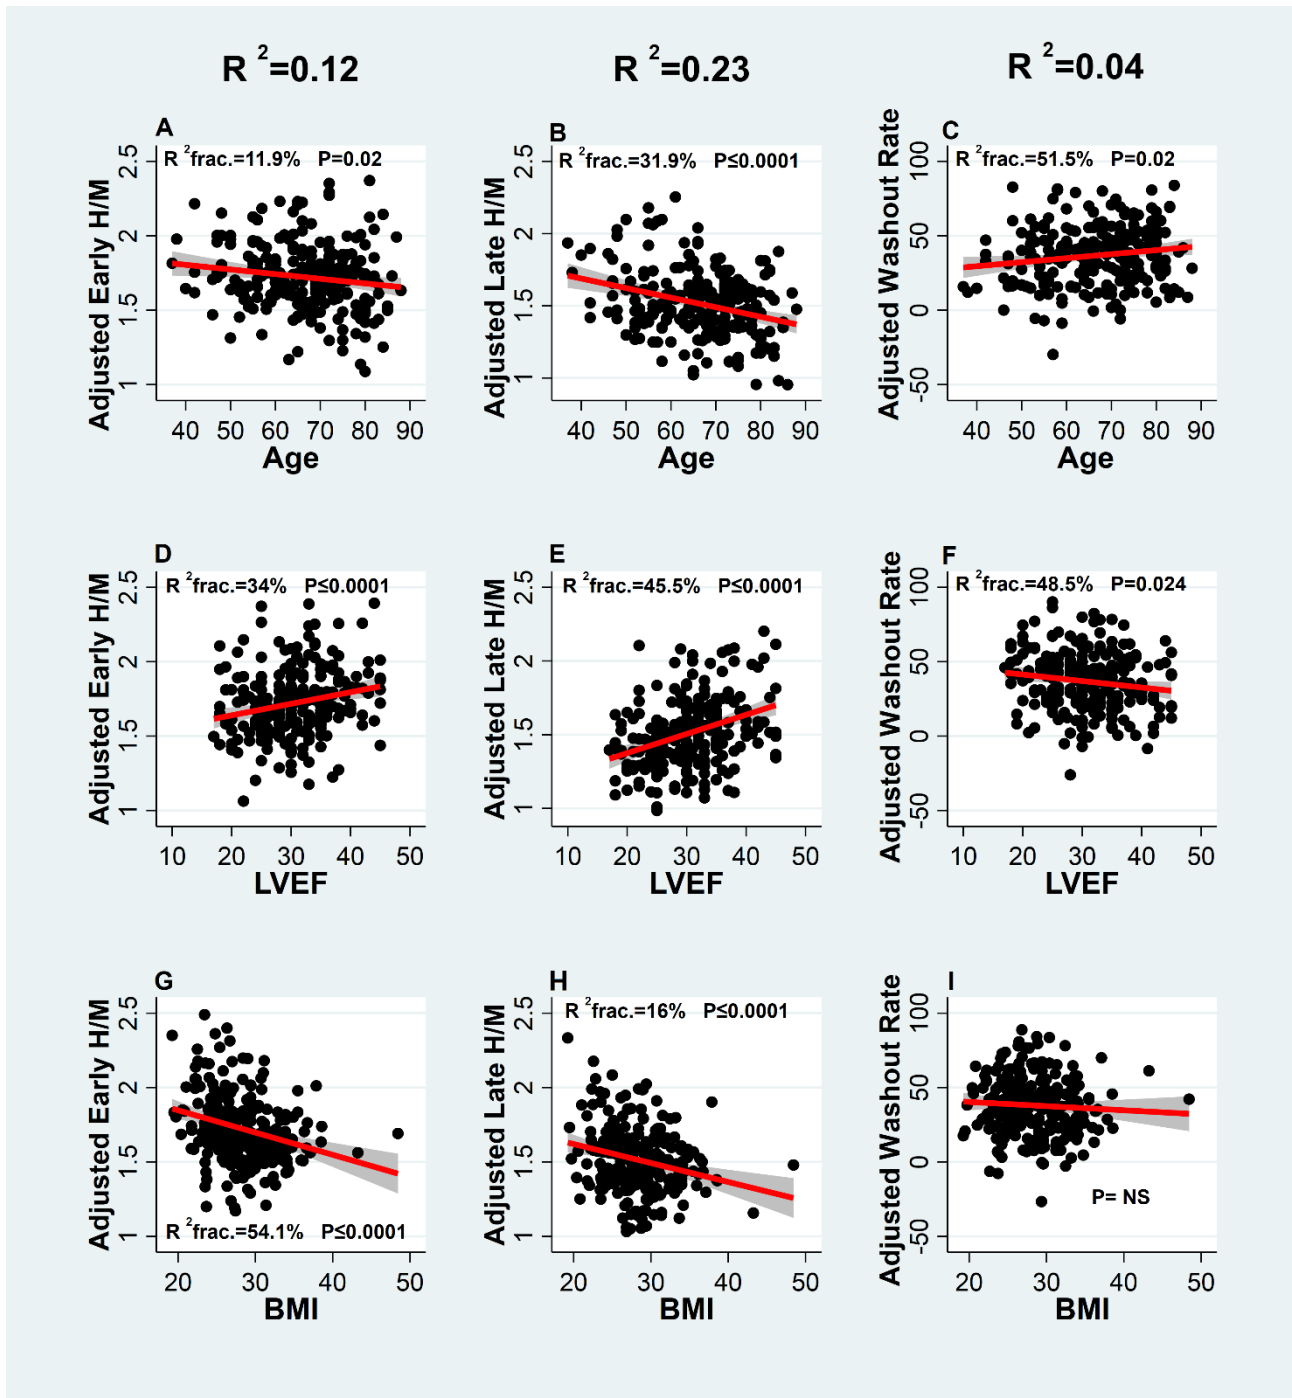 R 2=0.12 R 2=0.23 R 2=0.04
A
R 2frac.=11.9% P=0.02
Adjusted Early H/M
2.5
2
1.5
1
40 50 60 70 80 90
Age
B
R 2frac.=31.9% P≤0.0001
Adjusted Late H/M
2.5
2
1.5
1
40 50 60 70 80 90
Age
C
R 2frac.=51.5% P=0.02
Adjusted Washout Rate
100
50
0
-50
40 50 60 70 80 90
Age
D
R 2frac.=34% P≤0.0001
Adjusted Early H/M
2.5
2
1.5
1
10 20 30 40 50
LVEF
E
R 2frac.=45.5% P≤0.0001
Adjusted Late H/M
2.5
2
1.5
1
10 20 30 40 50
LVEF
F
R 2frac.=48.5% P=0.024
Adjusted Washout Rate
100
50
0
-50
10 20 30 40 50
LVEF
G
Adjusted Early H/M
2.5
2
1.5
1
R 2frac.=54.1% P≤0.0001
20 30 40 50
BMI
H
R 2frac.=16% P≤0.0001
Adjusted Late H/M
2.5
2
1.5
1
20 30 40 50
BMI
I
Adjusted Washout Rate
100
50
0
-50
P= NS
20 30 40 50
BMI